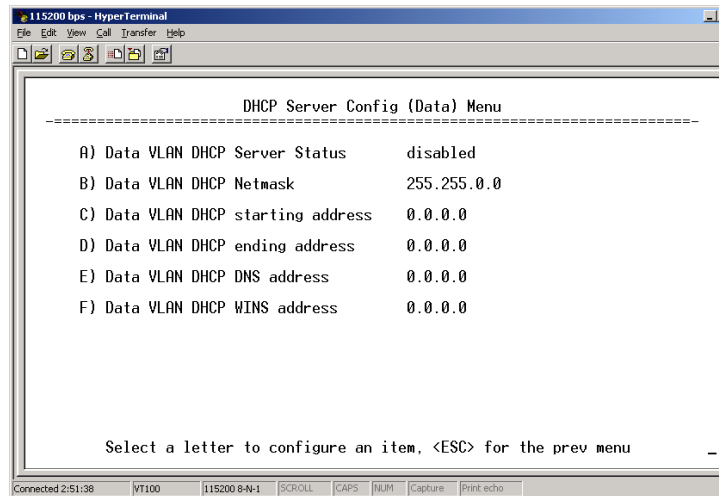 115200 bps - HyperTerminal
File Edit View Call Transfer Help
DHCP Server Config (Data) Menu
-==========================================================================-
A) Data VLAN DHCP Server Status disabled
B) Data VLAN DHCP Netmask 255.255.0.0
C) Data VLAN DHCP starting address 0.0.0.0
D) Data VLAN DHCP ending address 0.0.0.0
E) Data VLAN DHCP DNS address 0.0.0.0
F) Data VLAN DHCP WINS address 0.0.0.0
Select a letter to configure an item, <ESC> for the prev menu _
Connected 2:51:38 VT100 115200 8-N-1 SCROLL CAPS NUM Capture Print echo